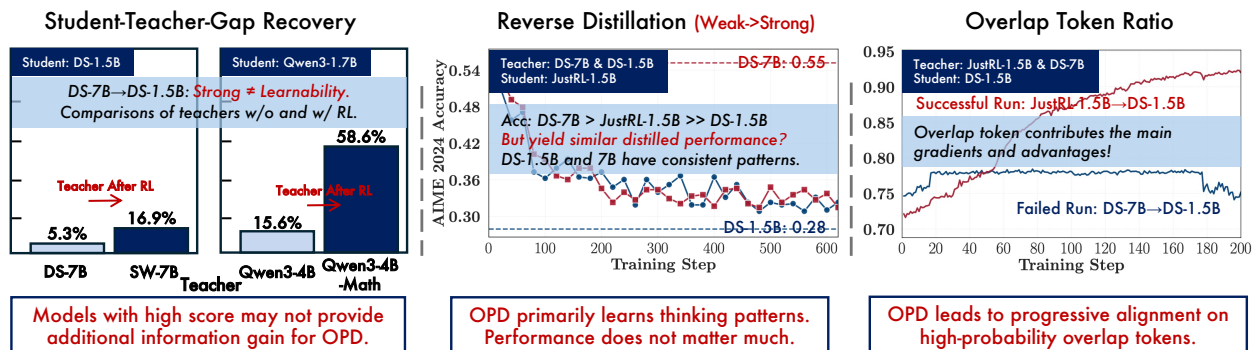 Student-Teacher-Gap Recovery
Student: DS-1.5B
Student: Qwen3-1.7B
DS-7B→DS-1.5B: Strong ≠ Learnability.
Comparisons of teachers w/o and w/ RL.
58.6%
Teacher After RL
Teacher After RL
16.9%
15.6%
5.3%
DS-7B
SW-7B
Qwen3-4B
Qwen3-4B
-Math
Teacher
Models with high score may not provide
additional information gain for OPD.
Reverse Distillation (Weak->Strong)
Teacher: DS-7B & DS-1.5B
Student: JustRL-1.5B
DS-7B: 0.55
Acc: DS-7B > JustRL-1.5B >> DS-1.5B
But yield similar distilled performance?
DS-1.5B and 7B have consistent patterns.
DS-1.5B: 0.28
AIME 2024 Accuracy
0.54
0.48
0.42
0.36
0.30
0
100
200
300
400
500
600
Training Step
OPD primarily learns thinking patterns.
Performance does not matter much.
Overlap Token Ratio
Teacher: JustRL-1.5B & DS-7B
Student: DS-1.5B
Successful Run: JustRL-1.5B→DS-1.5B
Overlap token contributes the main
gradients and advantages!
Failed Run: DS-7B→DS-1.5B
0.95
0.90
0.85
0.80
0.75
0.70
0
20
40
60
80
100
120
140
160
180
200
Training Step
OPD leads to progressive alignment on
high-probability overlap tokens.